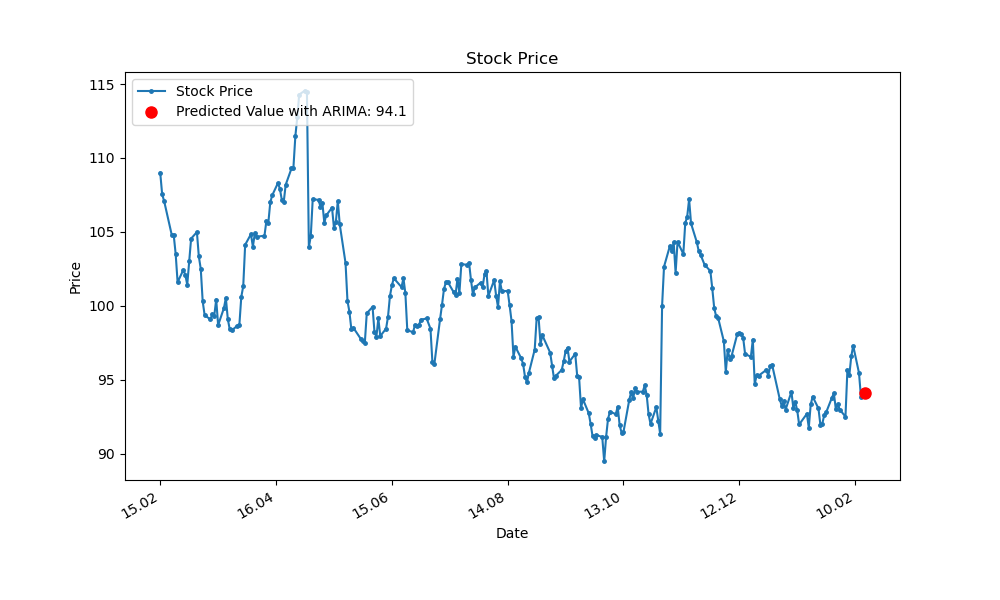 Stock Price
115
110
105
100
95
90
Price
Stock Price
Predicted Value with ARIMA: 94.1
15.02
16.04
15.06
14.08
13.10
12.12
10.02
Date